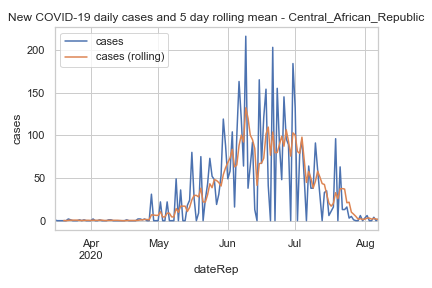 New COVID-19 daily cases and 5 day rolling mean - Central_African_Republic
cases
cases (rolling)
cases
200
150
100
50
0
Apr
2020
May
Jun
Jul
Aug
dateRep